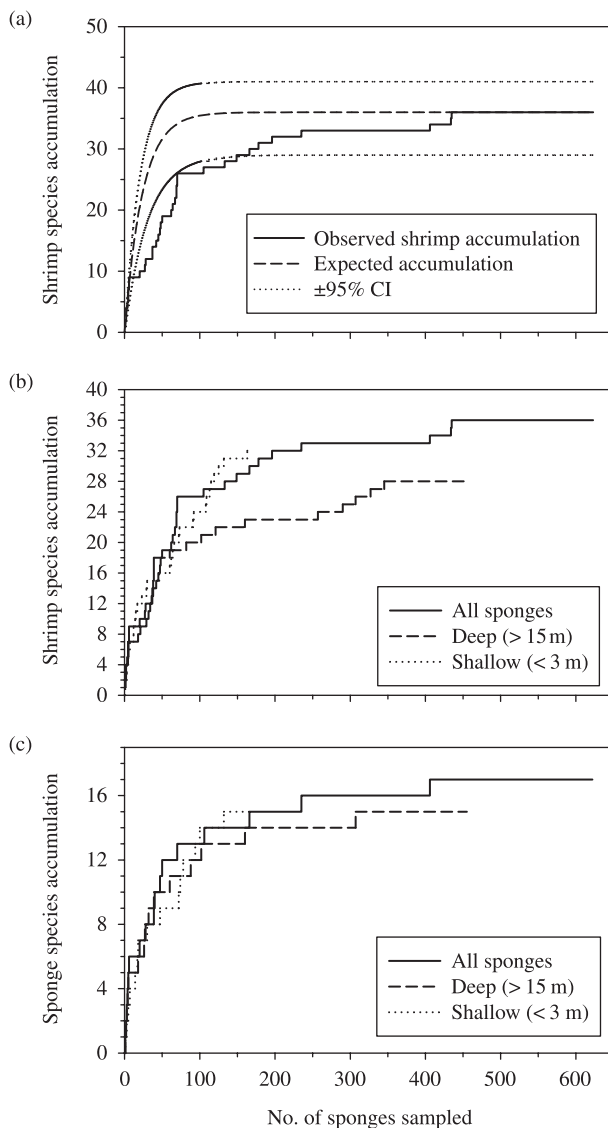 (a)
50
40
30
20
10
0
Shrimp species accumulation
Observed shrimp accumulation
Expected accumulation
±95% CI
(b)
40
36
32
28
24
20
16
12
8
4
0
Shrimp species accumulation
All sponges
Deep (> 15 m)
Shallow (< 3 m)
(c)
16
12
8
4
0
Sponge species accumulation
All sponges
Deep (> 15 m)
Shallow (< 3 m)
0 100 200 300 400 500 600
No. of sponges sampled